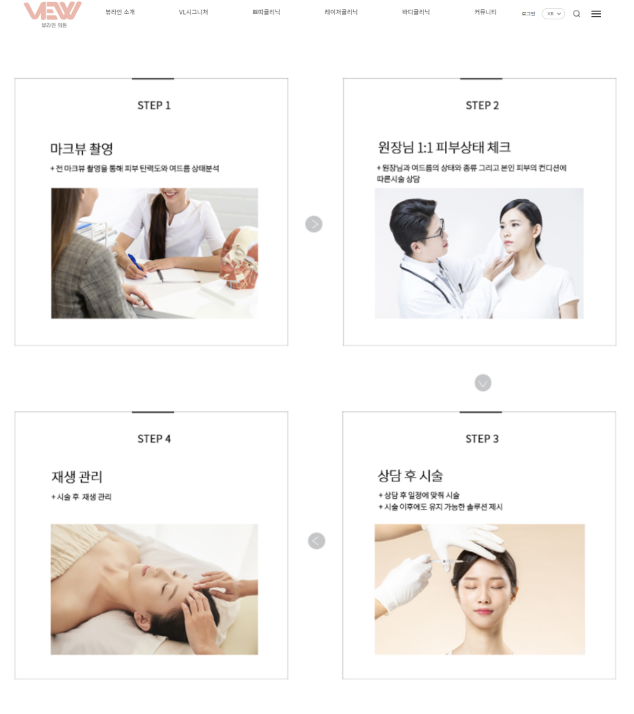 VIEW
뷰라인 의원
뷰라인 소개
VL시그니처
쁘띠클리닉
레이저클리닉
바디클리닉
커뮤니티
로그인
KR
STEP 1
마크뷰 촬영
+ 전 마크뷰 촬영을 통해 피부 탄력도와 여드름 상태분석
STEP 2
원장님 1:1 피부상태 체크
+ 원장님과 여드름의 상태와 종류 그리고 본인 피부의 컨디션에
따른시술 상담
STEP 3
상담 후 시술
+ 상담 후 일정에 맞춰 시술
+ 시술 이후에도 유지 가능한 솔루션 제시
STEP 4
재생 관리
+ 시술 후 재생 관리